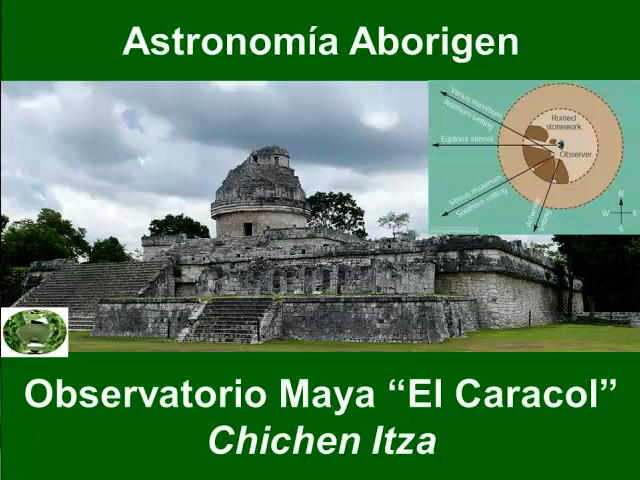 Astronomía Aborigen
Venus maximum
Northern setting
Equinox sunset
Venus maximum
Southern setting
Ruined
stonework
Observer
setting
N
W E
S
Observatorio Maya “El Caracol”
Chichen Itza